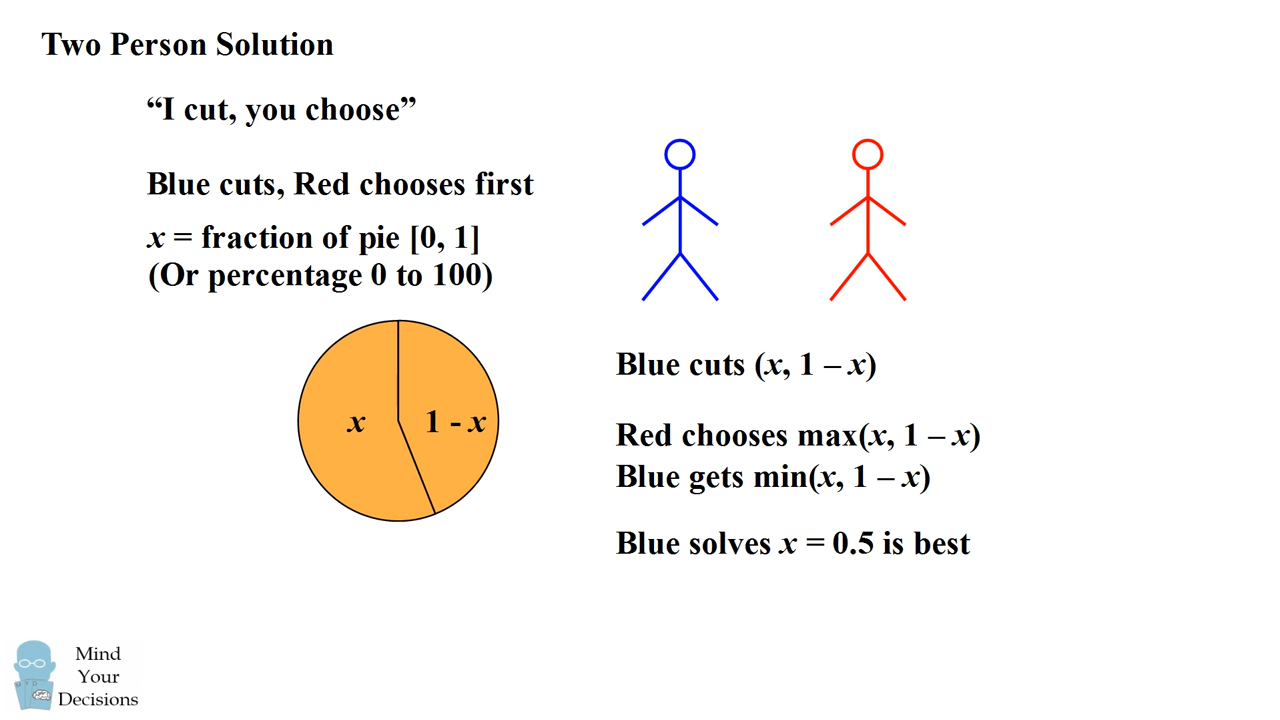 Two Person Solution
“I cut, you choose”
Blue cuts, Red chooses first
x = fraction of pie [0, 1]
(Or percentage 0 to 100)
x
1 - x
Blue cuts (x, 1 – x)
Red chooses max(x, 1 – x)
Blue gets min(x, 1 – x)
Blue solves x = 0.5 is best
Mind
Your
Decisions